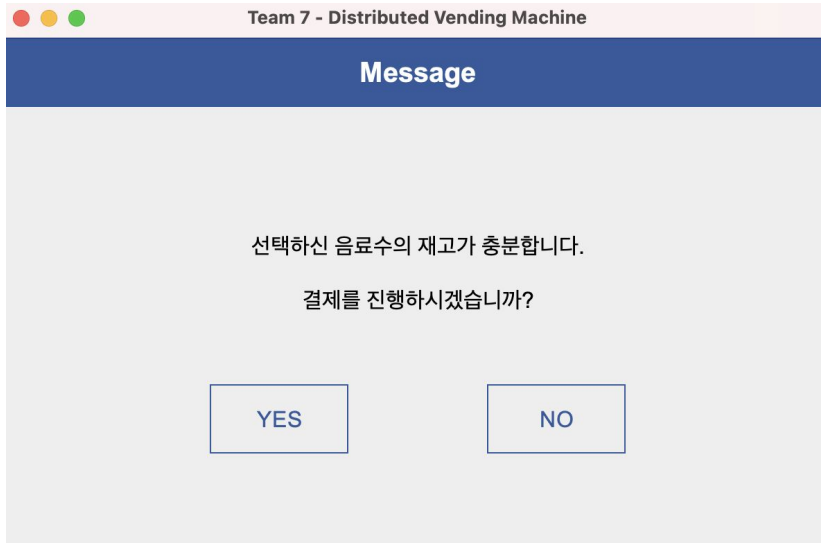 Team 7 - Distributed Vending Machine
Message
선택하신 음료수의 재고가 충분합니다.
결제를 진행하시겠습니까?
YES
NO